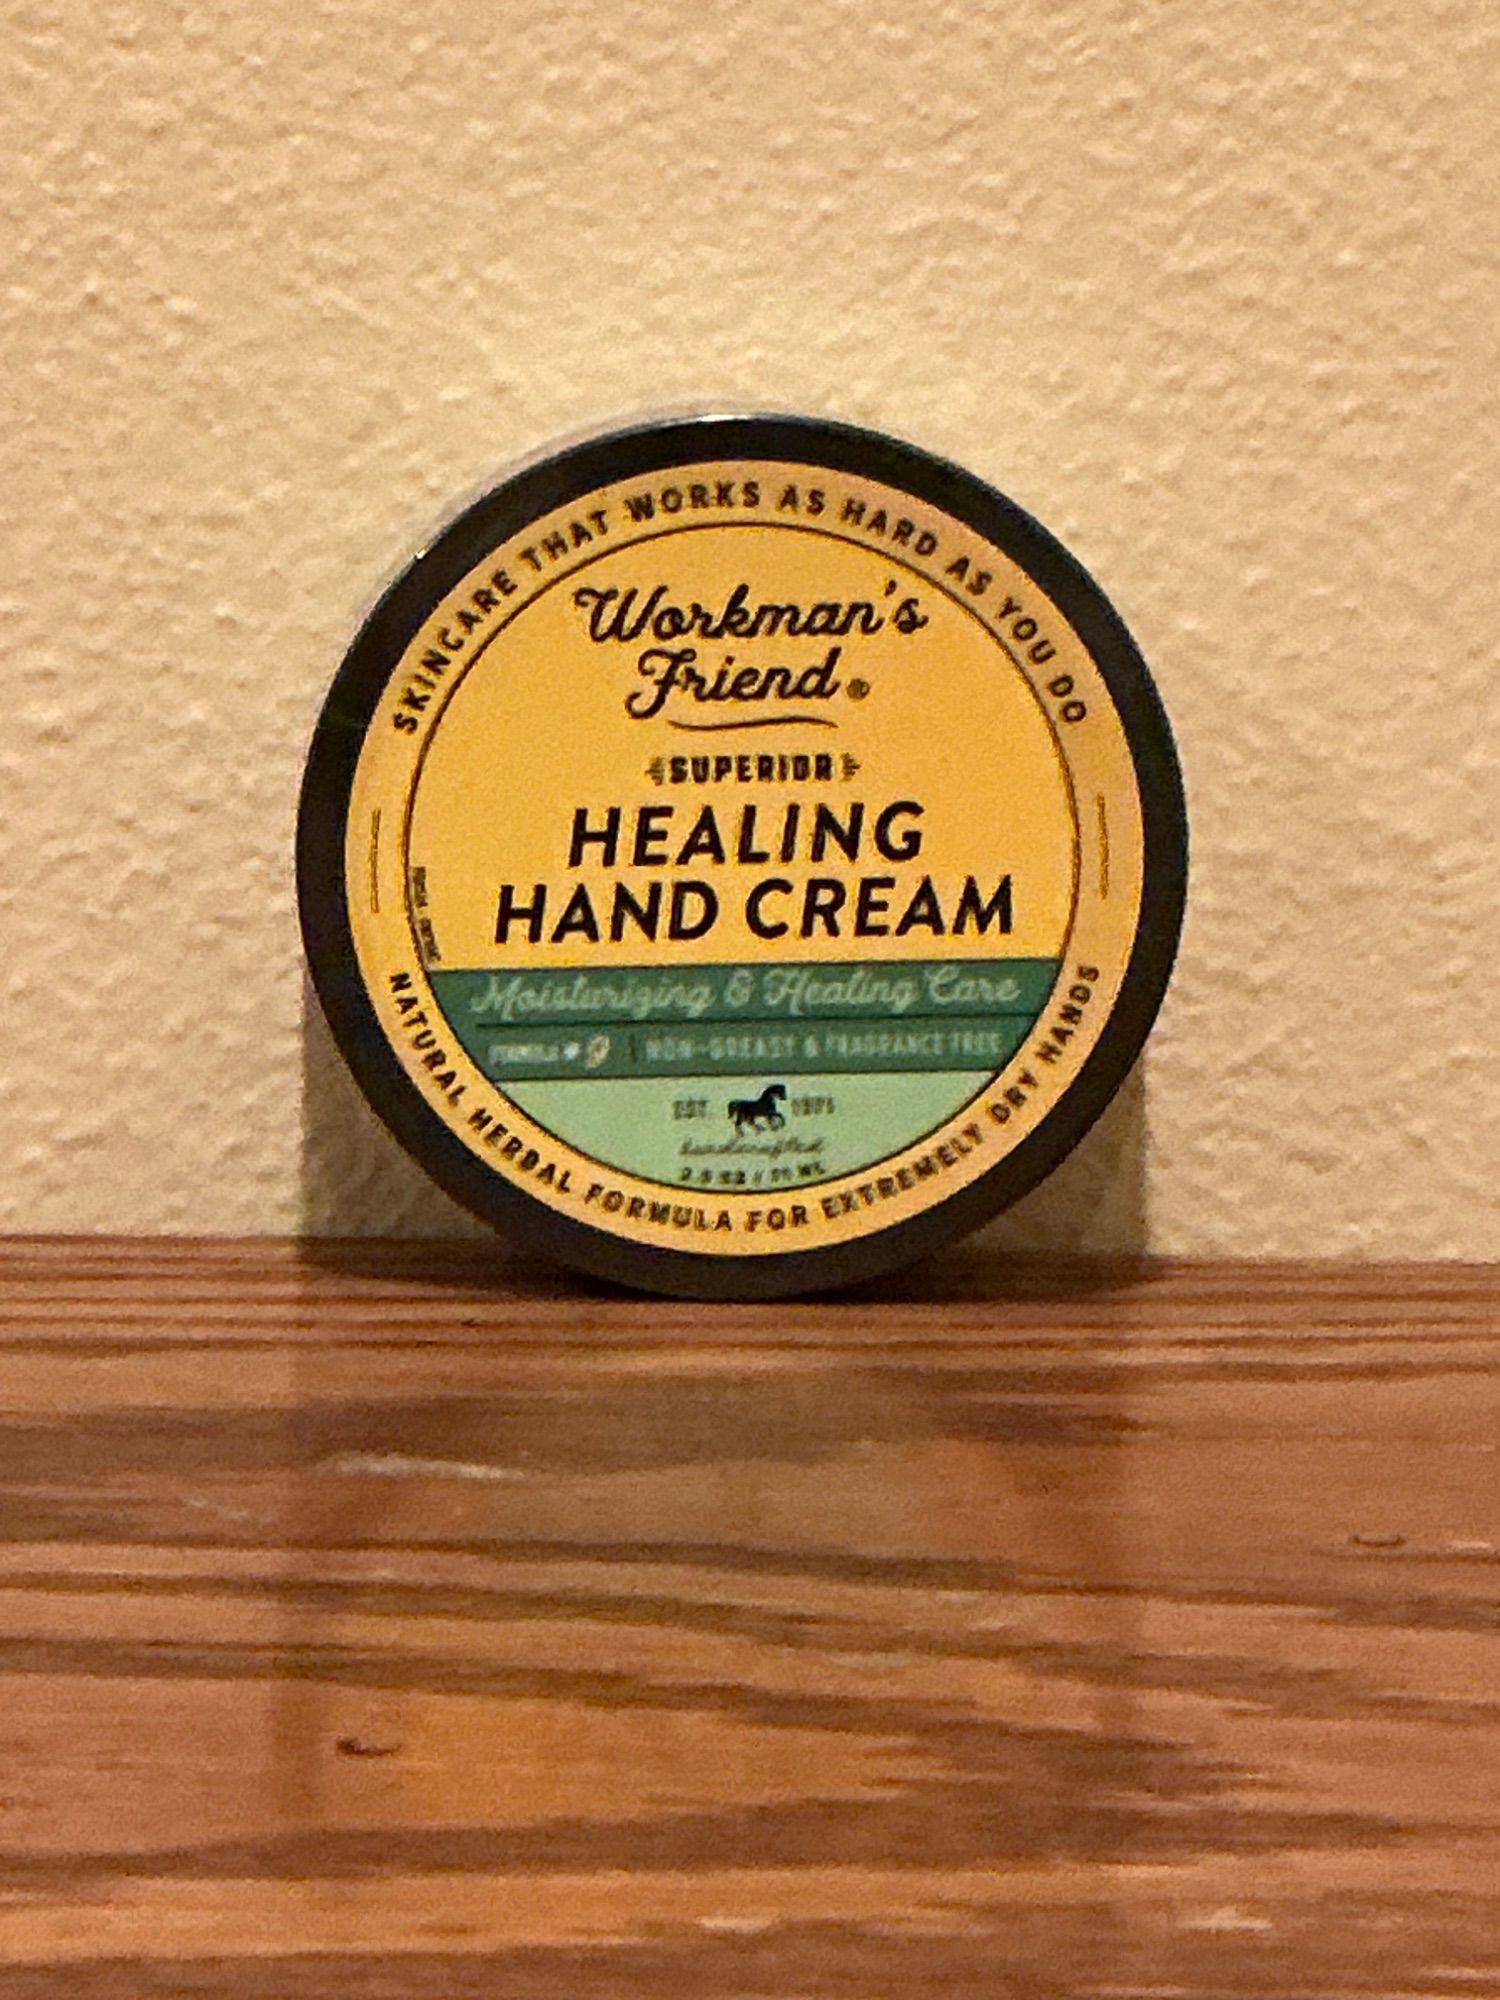 SKINCARE THAT WORKS AS HARD AS YOU DO
Workman's
Friend®
SUPERIOR
HEALING
HAND CREAM
Moisturizing & Healing Care
NON-GREASY & FRAGRANCE FREE
EST.
handcrafted
NATURAL HERBAL FORMULA FOR EXTREMELY DRY HANDS